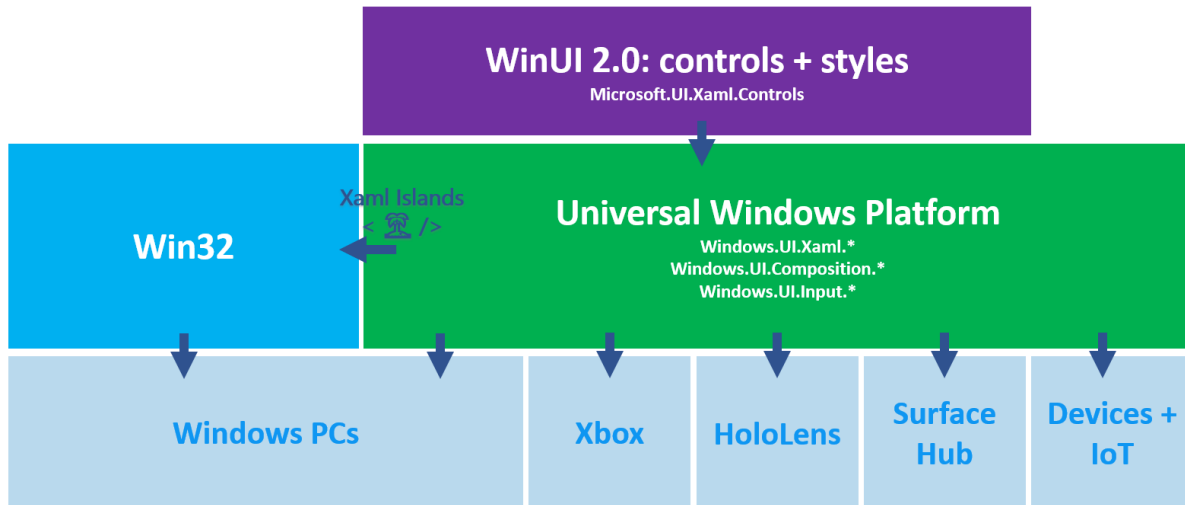 WinUI 2.0: controls + styles
Microsoft.UI.Xaml.Controls
Xaml Islands
< />
Win32
Universal Windows Platform
Windows.UI.Xaml.*
Windows.UI.Composition.*
Windows.UI.Input.*
Windows PCs
Xbox
HoloLens
Surface
Hub
Devices +
IoT